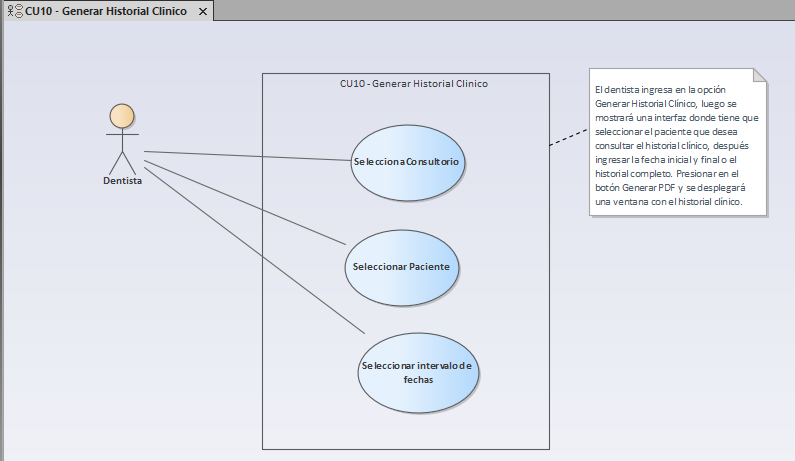 CU10 - Generar Historial Clinico
CU10 - Generar Historial Clinico
Dentista
Selecciona Consultorio
Seleccionar Paciente
Seleccionar intervalo de
fechas
El dentista ingresa en la opción
Generar Historial Clínico, luego se
mostrará una interfaz donde tiene que
seleccionar el paciente que desea
consultar el historial clínico, después
ingresar la fecha inicial y final o el
historial completo. Presionar en el
botón Generar PDF y se desplegará
una ventana con el historial clínico.